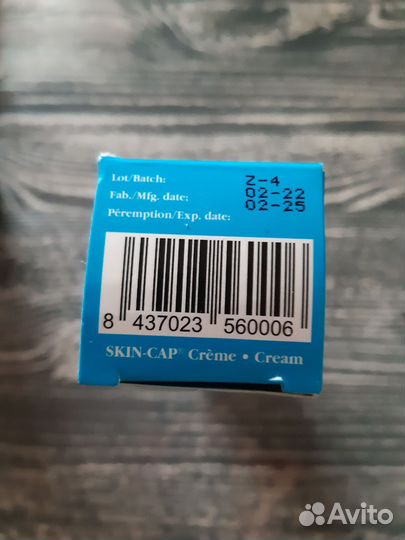 Lot/Batch: Z-4
Fab./Mfg. date: 02-22
Péremption/Exp. date: 02-25
8 437023 560006
SKIN-CAP® Crème • Cream
Avito